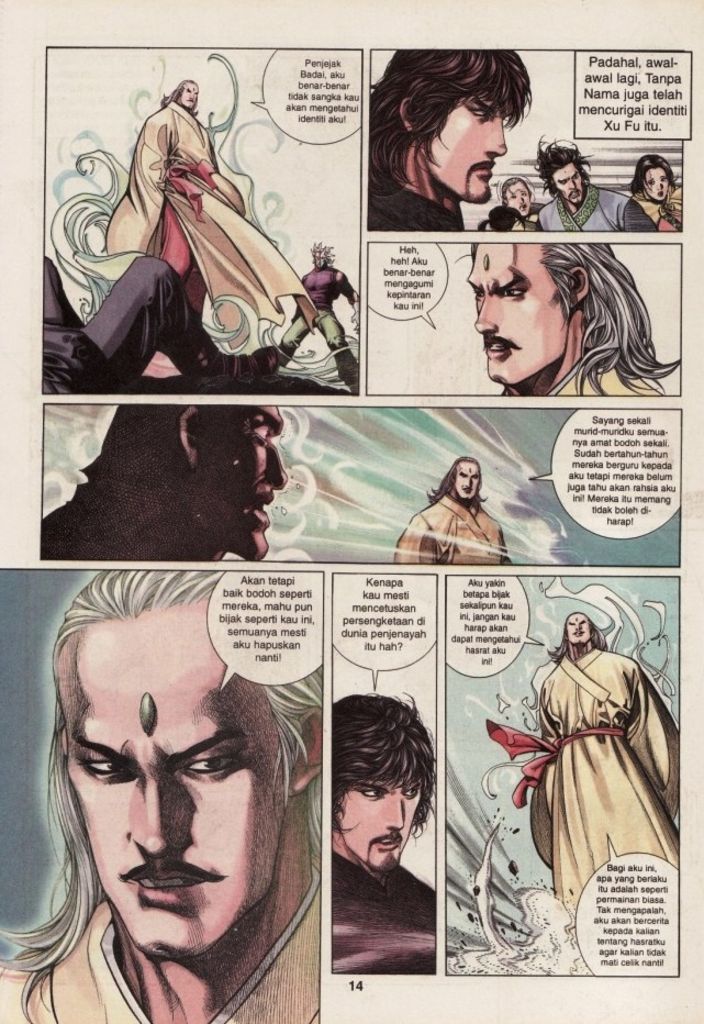 Penjejak
Badai, aku
benar-benar
tidak sangka kau
akan mengetahui
identiti aku!
Padahal, awal-
awal lagi, Tanpa
Nama juga telah
mencurigai identiti
Xu Fu itu.
Heh,
heh! Aku
benar-benar
mengagumi
kepintaran
kau ini!
Sayang sekali
murid-muridku semua-
nya amat bodoh sekali.
Sudah bertahun-tahun
mereka berguru kepada
aku tetapi mereka belum
juga tahu akan rahsia aku
ini! Mereka itu memang
tidak boleh di-
harap!
Akan tetapi
baik bodoh seperti
mereka, mahu pun
bijak seperti kau ini,
semuanya mesti
aku hapuskan
nanti!
Kenapa
kau mesti
mencetuskan
persengketaan di
dunia penjenayah
itu hah?
Aku yakin
betapa bijak
sekalipun kau
ini, jangan kau
harap akan
dapat mengetahui
hasrat aku
ini!
Bagi aku ini,
apa yang berlaku
itu adalah seperti
permainan biasa.
Tak mengapalah,
aku akan bercerita
kepada kalian
tentang hasratku
agar kalian tidak
mati celik nanti!
14